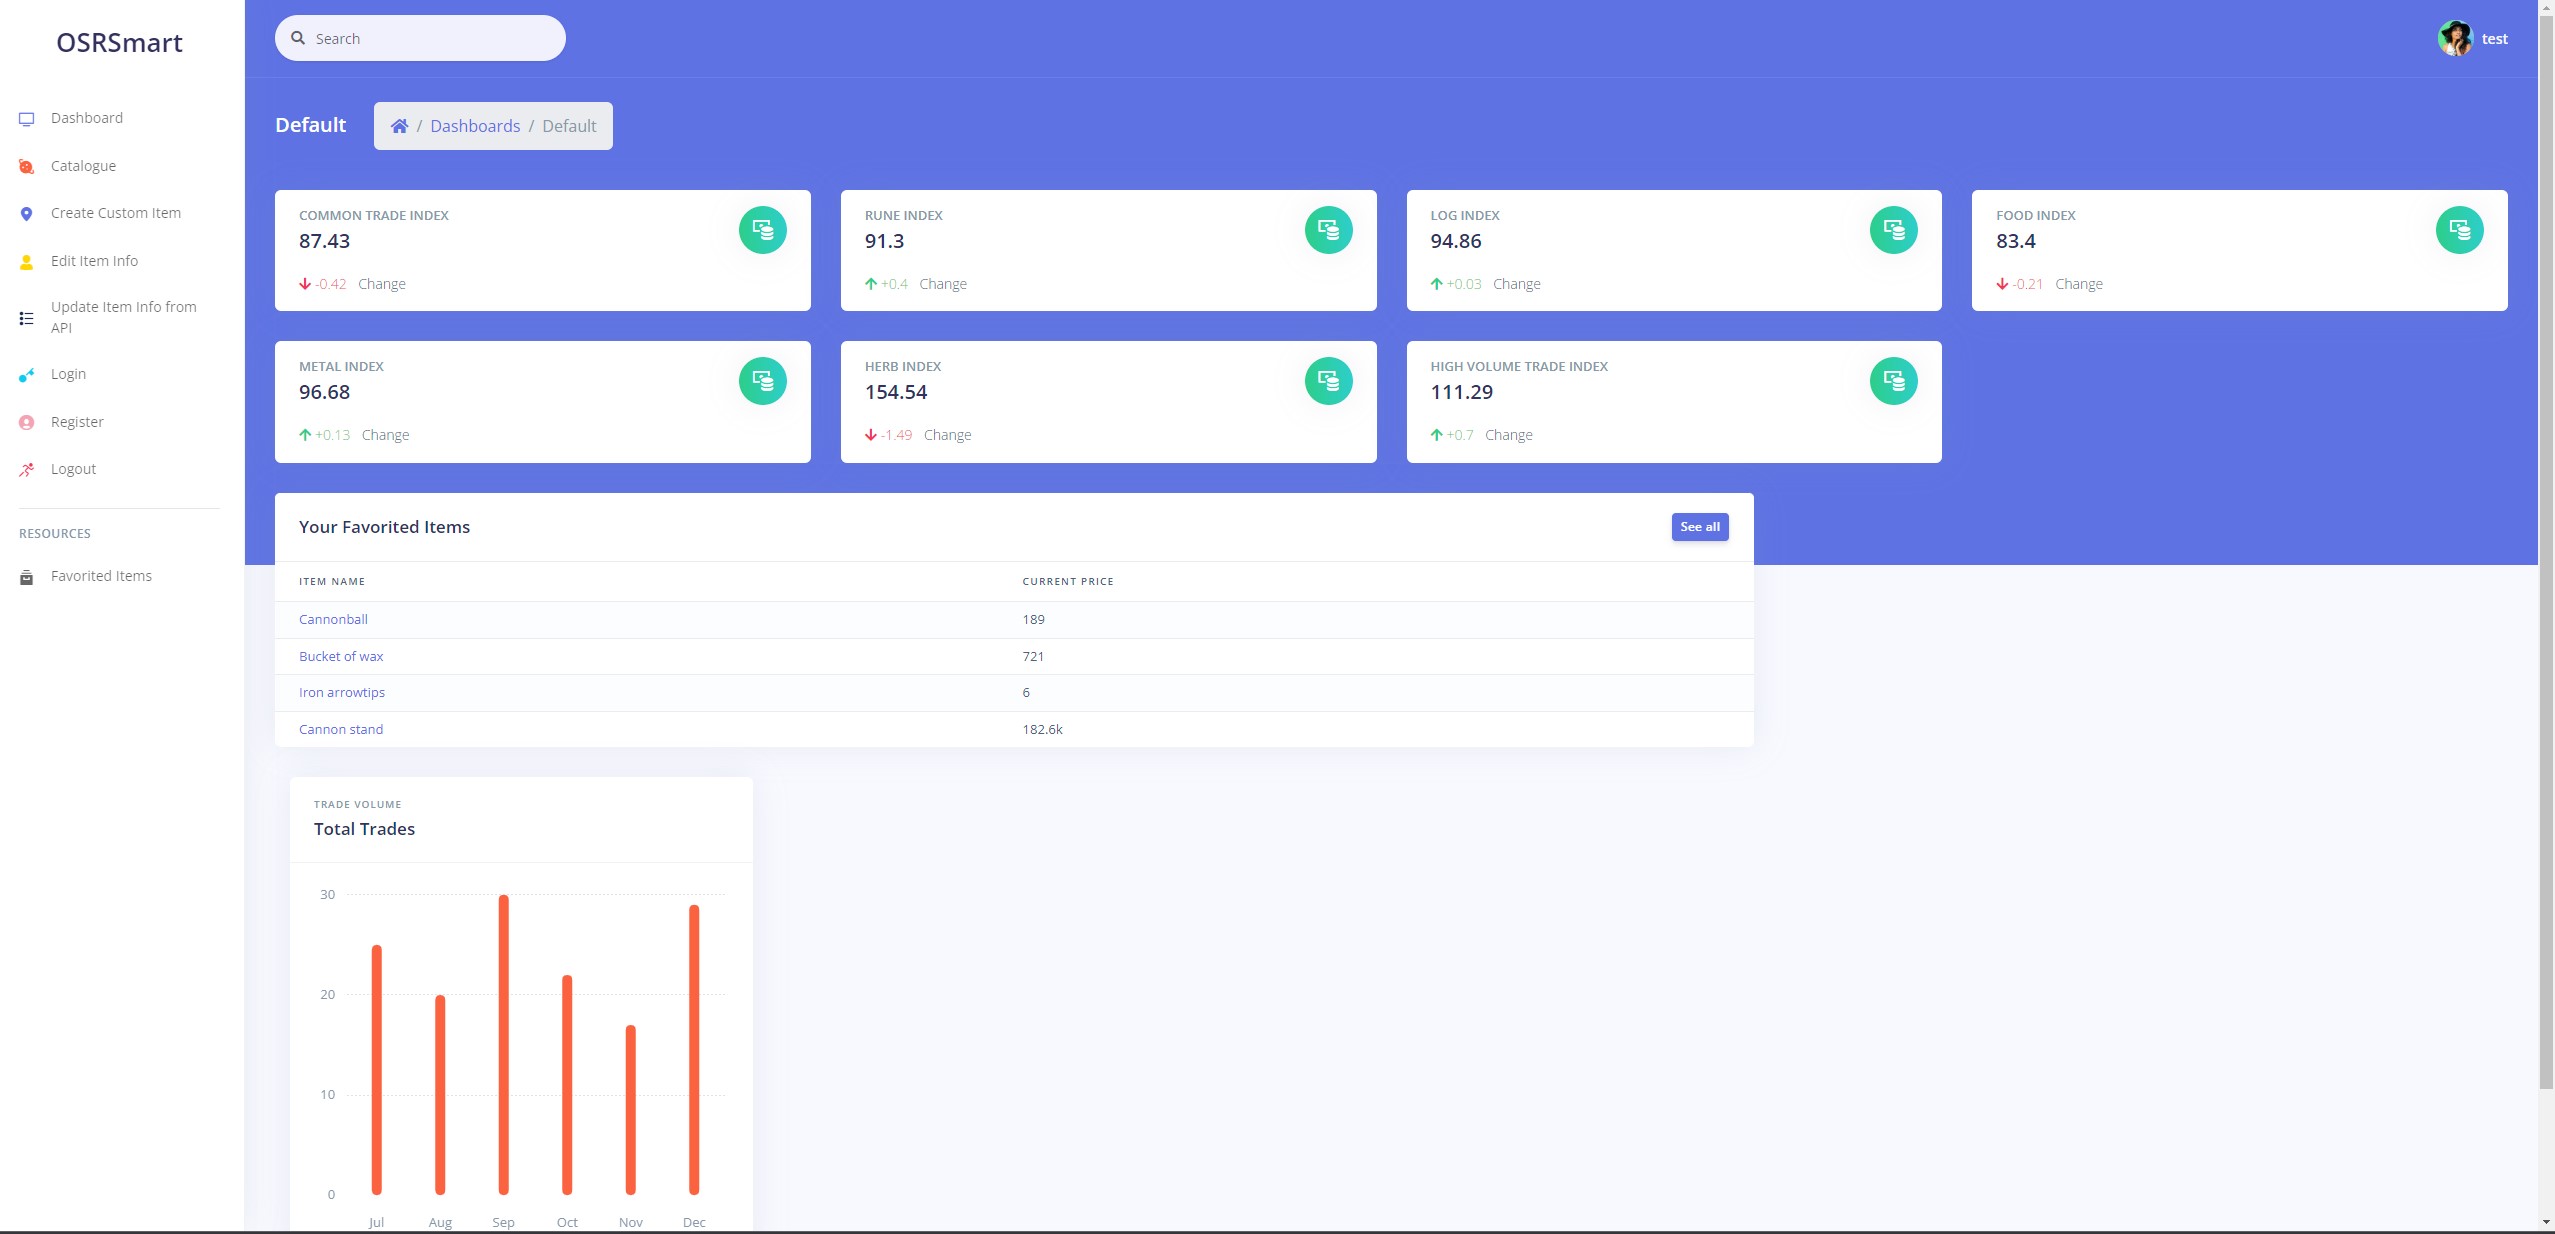 OSRSmart
Search
test
Dashboard
Catalogue
Create Custom Item
Edit Item Info
Update Item Info from
API
Login
Register
Logout
RESOURCES
Favorited Items
Default
/ Dashboards / Default
COMMON TRADE INDEX
87.43
-0.42 Change
RUNE INDEX
91.3
+0.4 Change
LOG INDEX
94.86
+0.03 Change
FOOD INDEX
83.4
-0.21 Change
METAL INDEX
96.68
+0.13 Change
HERB INDEX
154.54
-1.49 Change
HIGH VOLUME TRADE INDEX
111.29
+0.7 Change
Your Favorited Items
See all
ITEM NAME CURRENT PRICE
Cannonball 189
Bucket of wax 721
Iron arrowtips 6
Cannon stand 182.6k
TRADE VOLUME
Total Trades
30
20
10
0
Jul Aug Sep Oct Nov Dec